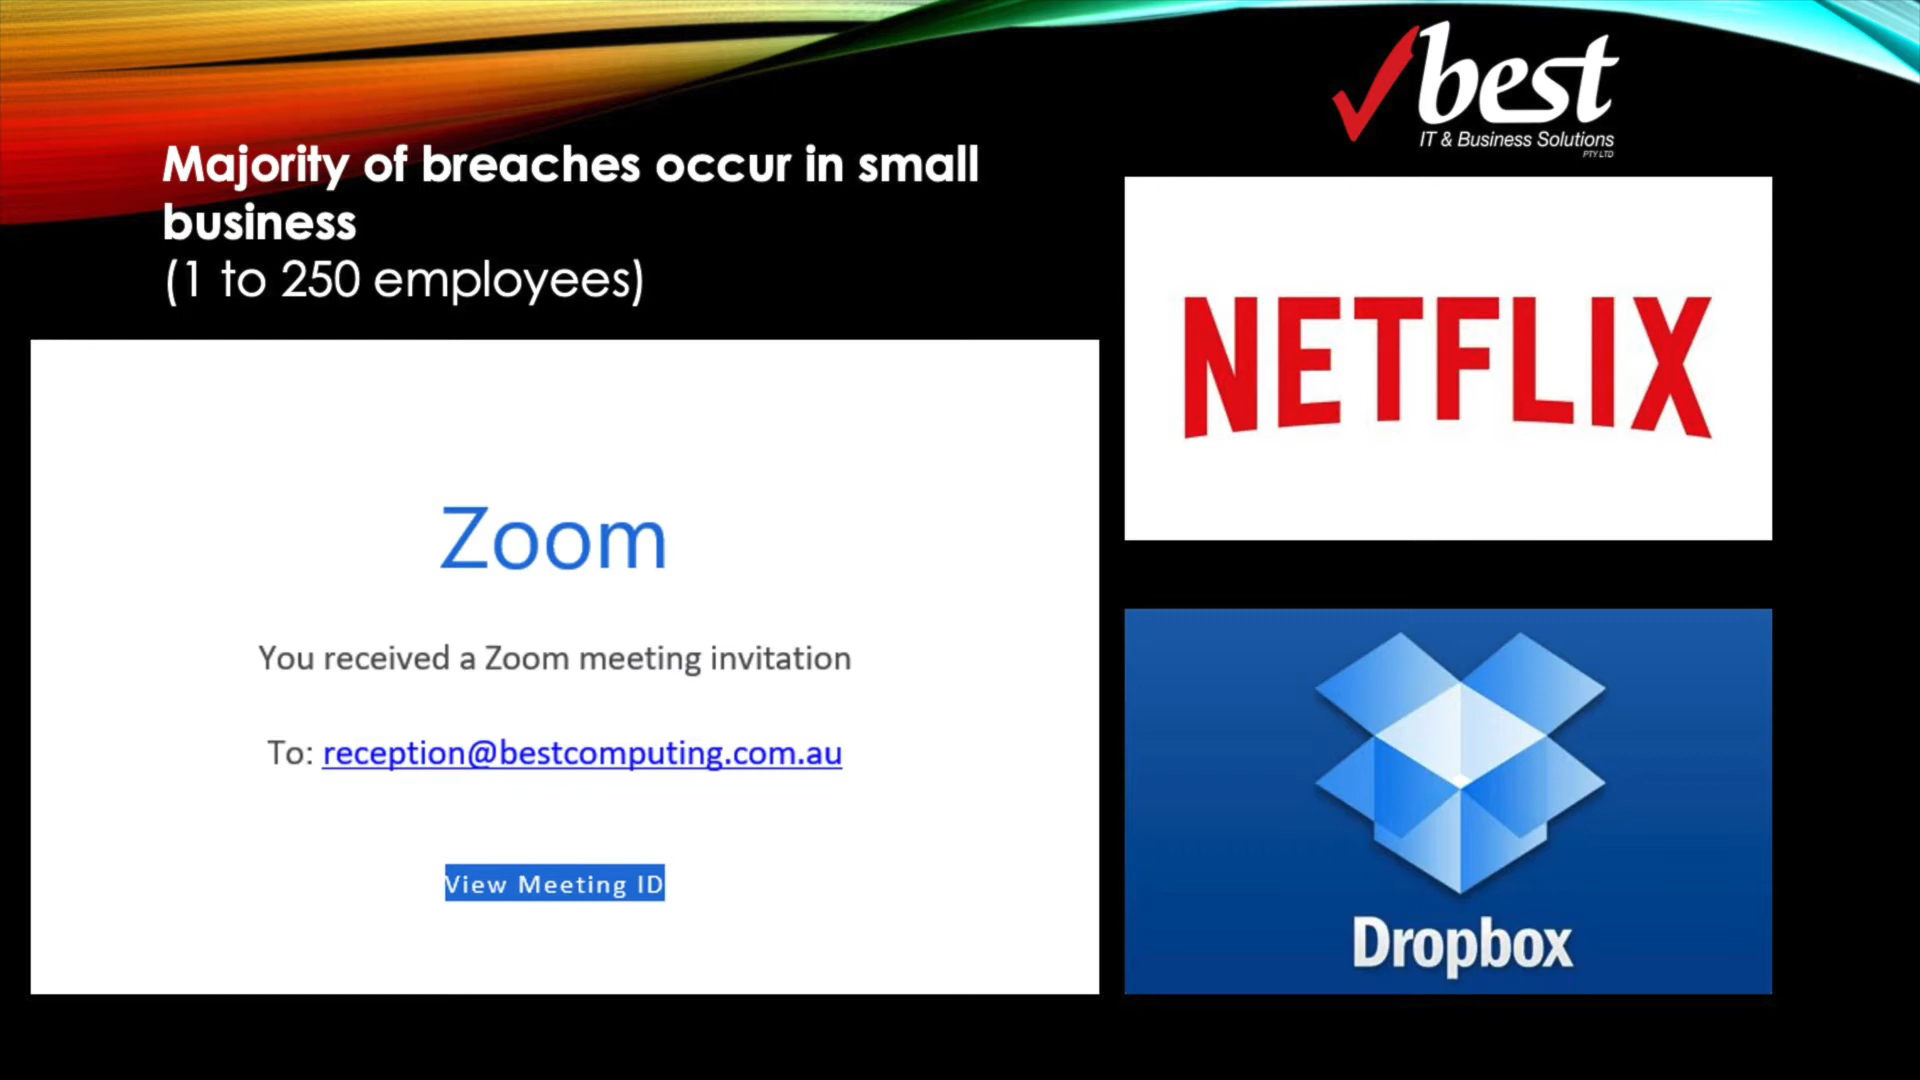 best
IT & Business Solutions
PTY LTD
Majority of breaches occur in small
business
(1 to 250 employees)
NETFLIX
Zoom
You received a Zoom meeting invitation
To: reception@bestcomputing.com.au
View Meeting ID
Dropbox